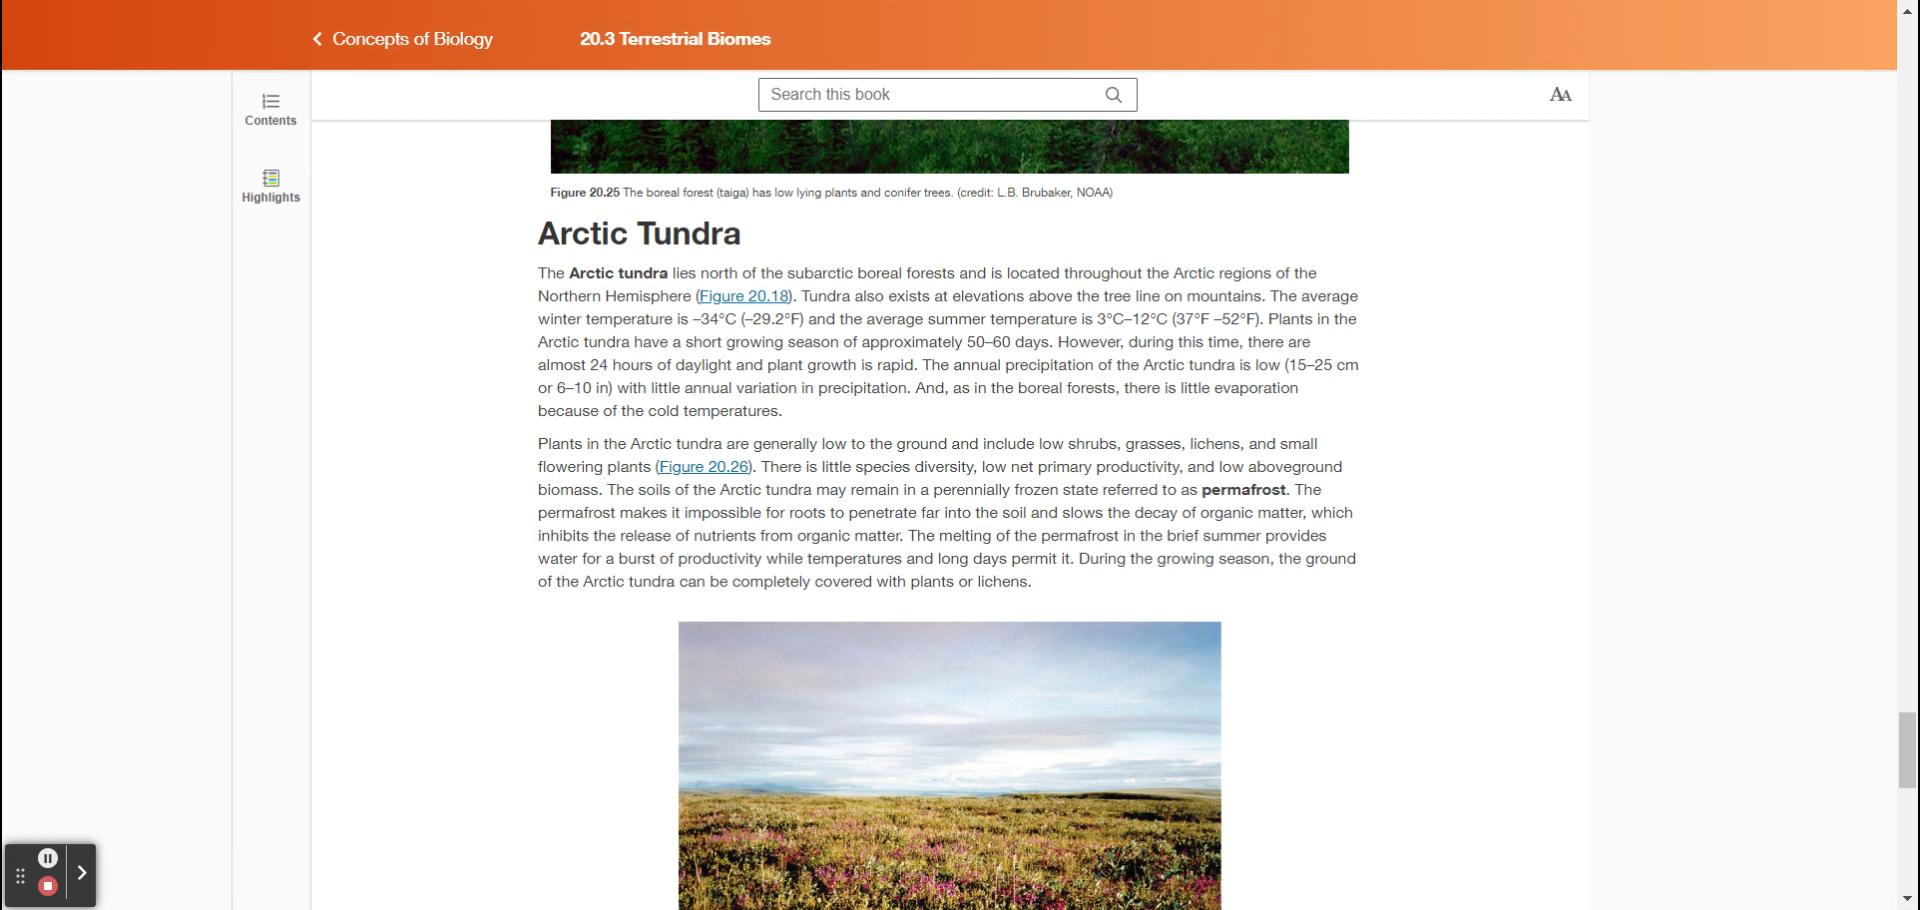 Concepts of Biology
20.3 Terrestrial Biomes
Search this book
AA
Contents
Highlights
Figure 20.25 The boreal forest (taiga) has low lying plants and conifer trees. (credit: L.B. Brubaker, NOAA)
Arctic Tundra
The Arctic tundra lies north of the subarctic boreal forests and is located throughout the Arctic regions of the
Northern Hemisphere (Figure 20.18). Tundra also exists at elevations above the tree line on mountains. The average
winter temperature is –34°C (–29.2°F) and the average summer temperature is 3°C–12°C (37°F –52°F). Plants in the
Arctic tundra have a short growing season of approximately 50–60 days. However, during this time, there are
almost 24 hours of daylight and plant growth is rapid. The annual precipitation of the Arctic tundra is low (15–25 cm
or 6–10 in) with little annual variation in precipitation. And, as in the boreal forests, there is little evaporation
because of the cold temperatures.
Plants in the Arctic tundra are generally low to the ground and include low shrubs, grasses, lichens, and small
flowering plants (Figure 20.26). There is little species diversity, low net primary productivity, and low aboveground
biomass. The soils of the Arctic tundra may remain in a perennially frozen state referred to as permafrost. The
permafrost makes it impossible for roots to penetrate far into the soil and slows the decay of organic matter, which
inhibits the release of nutrients from organic matter. The melting of the permafrost in the brief summer provides
water for a burst of productivity while temperatures and long days permit it. During the growing season, the ground
of the Arctic tundra can be completely covered with plants or lichens.